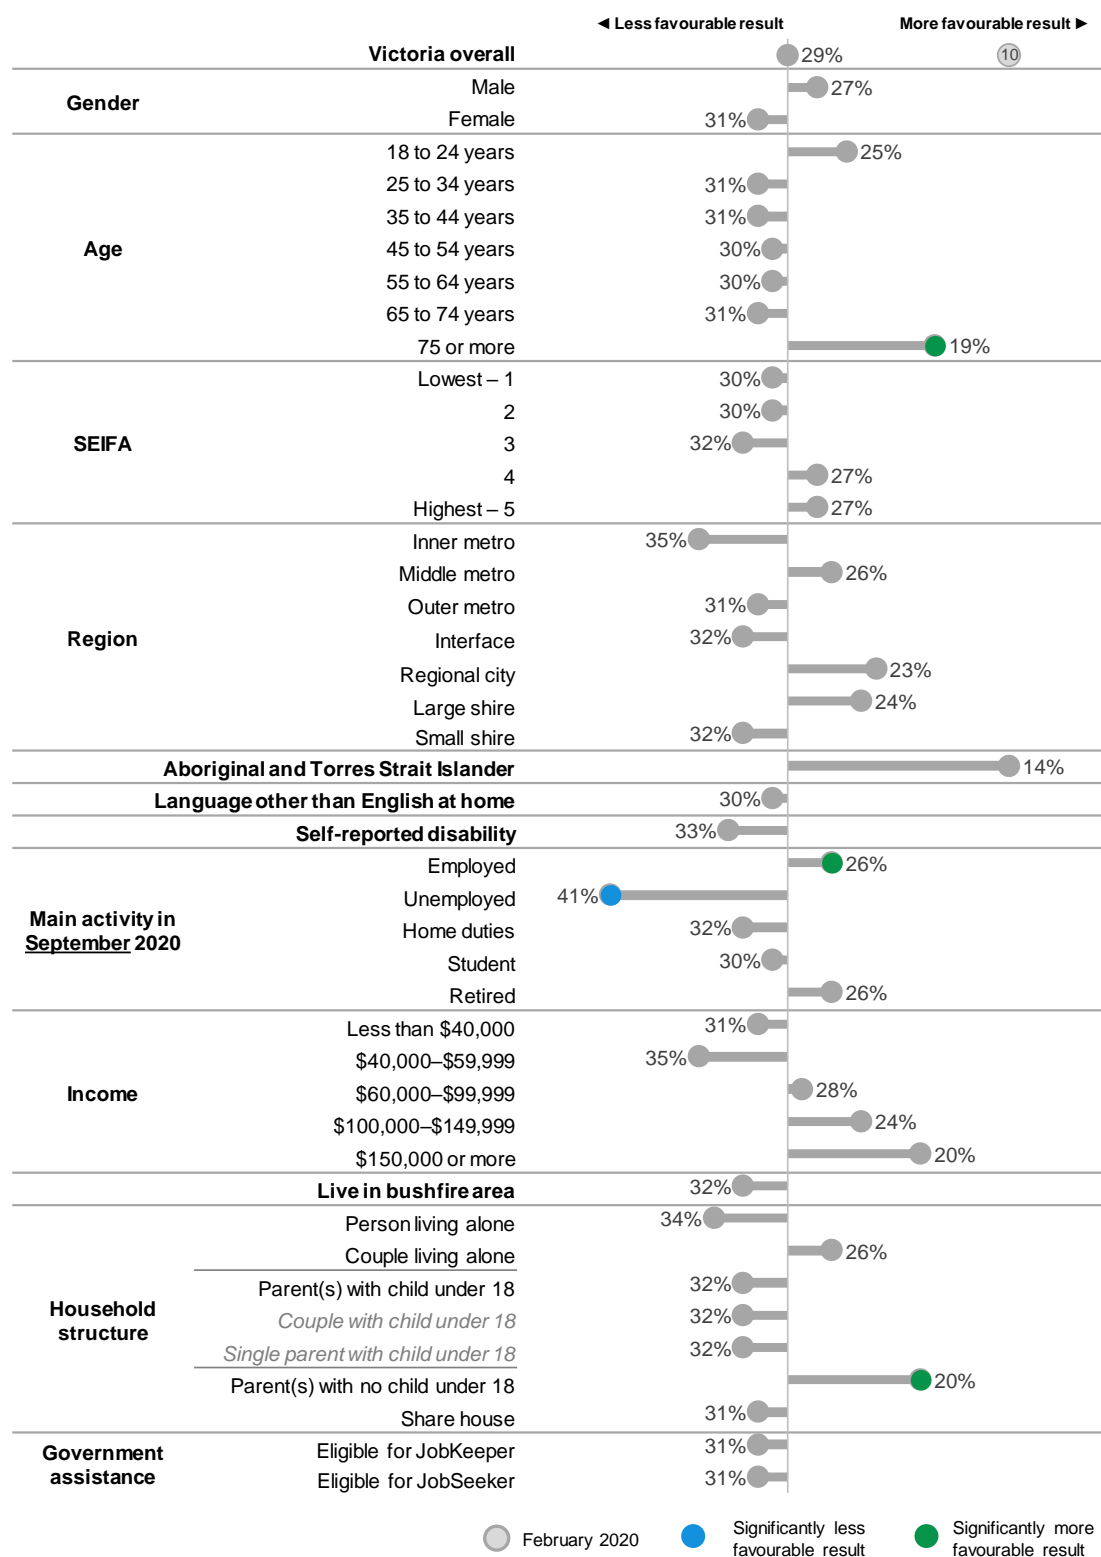 ◄ Less favourable result More favourable result ►
Victoria overall 29% 10
Gender
Male 27%
Female 31%
Age
18 to 24 years 25%
25 to 34 years 31%
35 to 44 years 31%
45 to 54 years 30%
55 to 64 years 30%
65 to 74 years 31%
75 or more 19%
SEIFA
Lowest – 1 30%
2 30%
3 32%
4 27%
Highest – 5 27%
Region
Inner metro 35%
Middle metro 26%
Outer metro 31%
Interface 32%
Regional city 23%
Large shire 24%
Small shire 32%
Aboriginal and Torres Strait Islander 14%
Language other than English at home 30%
Self-reported disability 33%
Main activity in
September 2020
Employed 26%
Unemployed 41%
Home duties 32%
Student 30%
Retired 26%
Income
Less than $40,000 31%
$40,000–$59,999 35%
$60,000–$99,999 28%
$100,000–$149,999 24%
$150,000 or more 20%
Live in bushfire area 32%
Household
structure
Person living alone 34%
Couple living alone 26%
Parent(s) with child under 18 32%
Couple with child under 18 32%
Single parent with child under 18 32%
Parent(s) with no child under 18 20%
Share house 31%
Government
assistance
Eligible for JobKeeper 31%
Eligible for JobSeeker 31%
February 2020
Significantly less
favourable result
Significantly more
favourable result